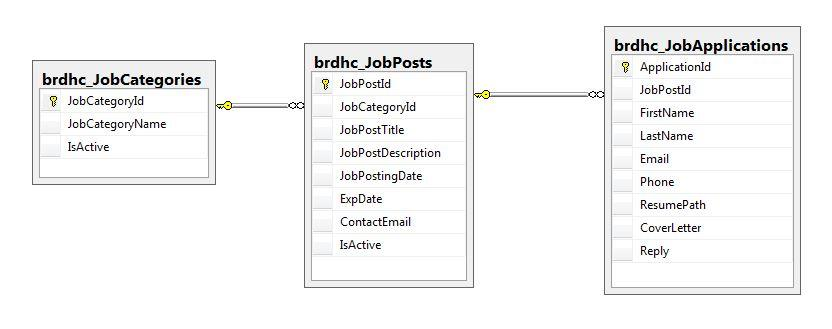 brdhc_JobCategories
JobCategoryId
JobCategoryName
IsActive
brdhc_JobPosts
JobPostId
JobCategoryId
JobPostTitle
JobPostDescription
JobPostingDate
ExpDate
ContactEmail
IsActive
brdhc_JobApplications
ApplicationId
JobPostId
FirstName
LastName
Email
Phone
ResumePath
CoverLetter
Reply